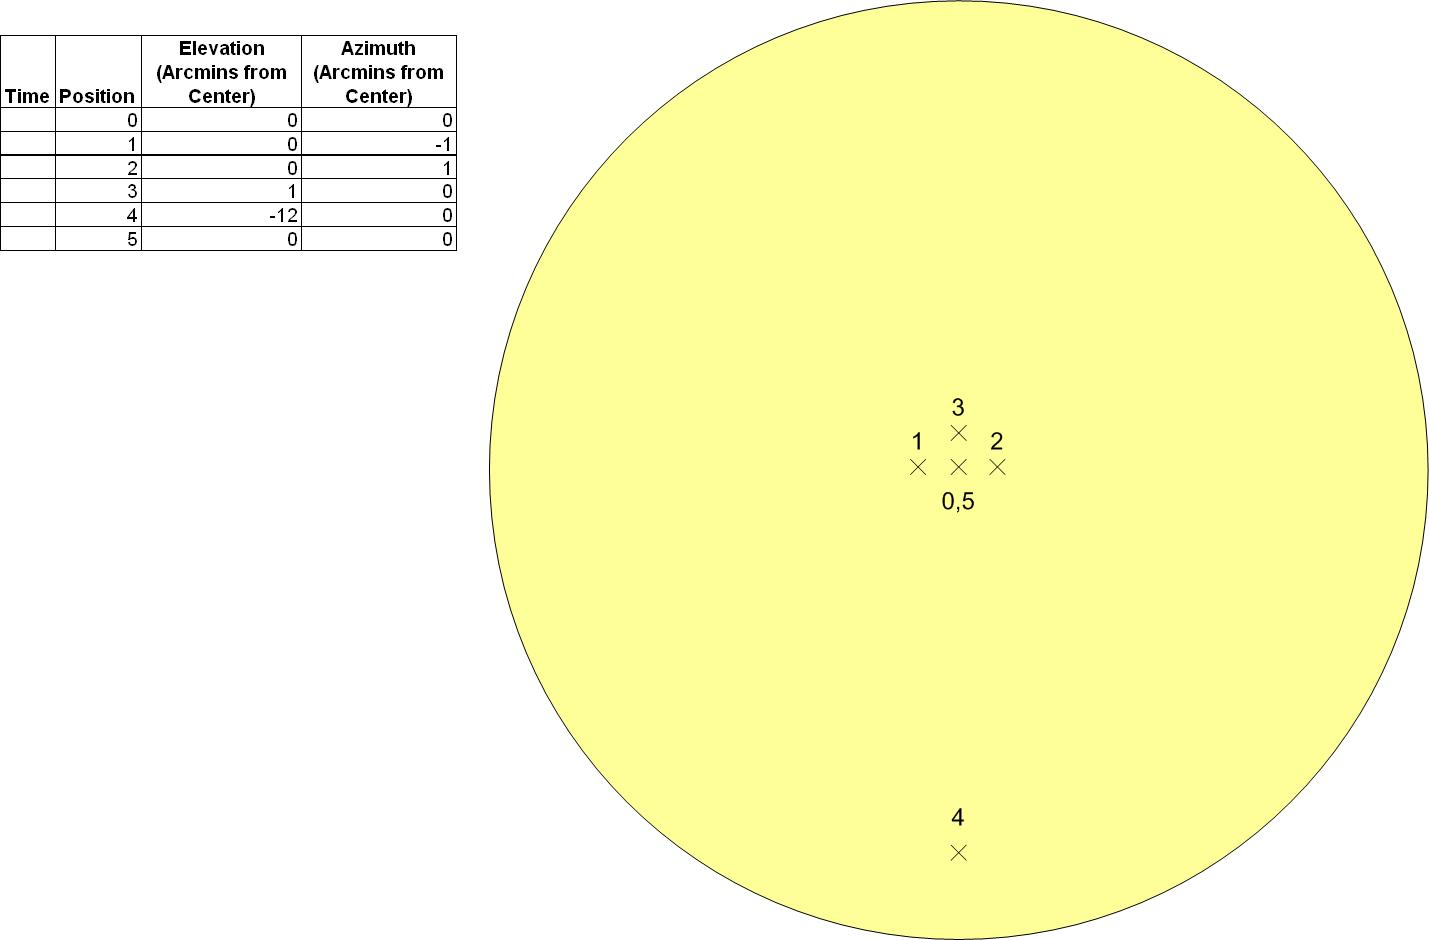 Elevation Azimuth
(Arcmins from (Arcmins from
Time Position Center) Center)
0 0 0
1 0 -1
2 0 1
3 1 0
4 -12 0
5 0 0
3
1 2
0,5
4